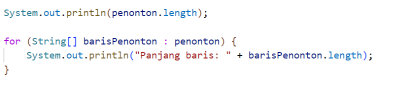 System.out.println(penonton.length);
for (String[] barisPenonton : penonton) {
System.out.println("Panjang baris: " + barisPenonton.length);
}